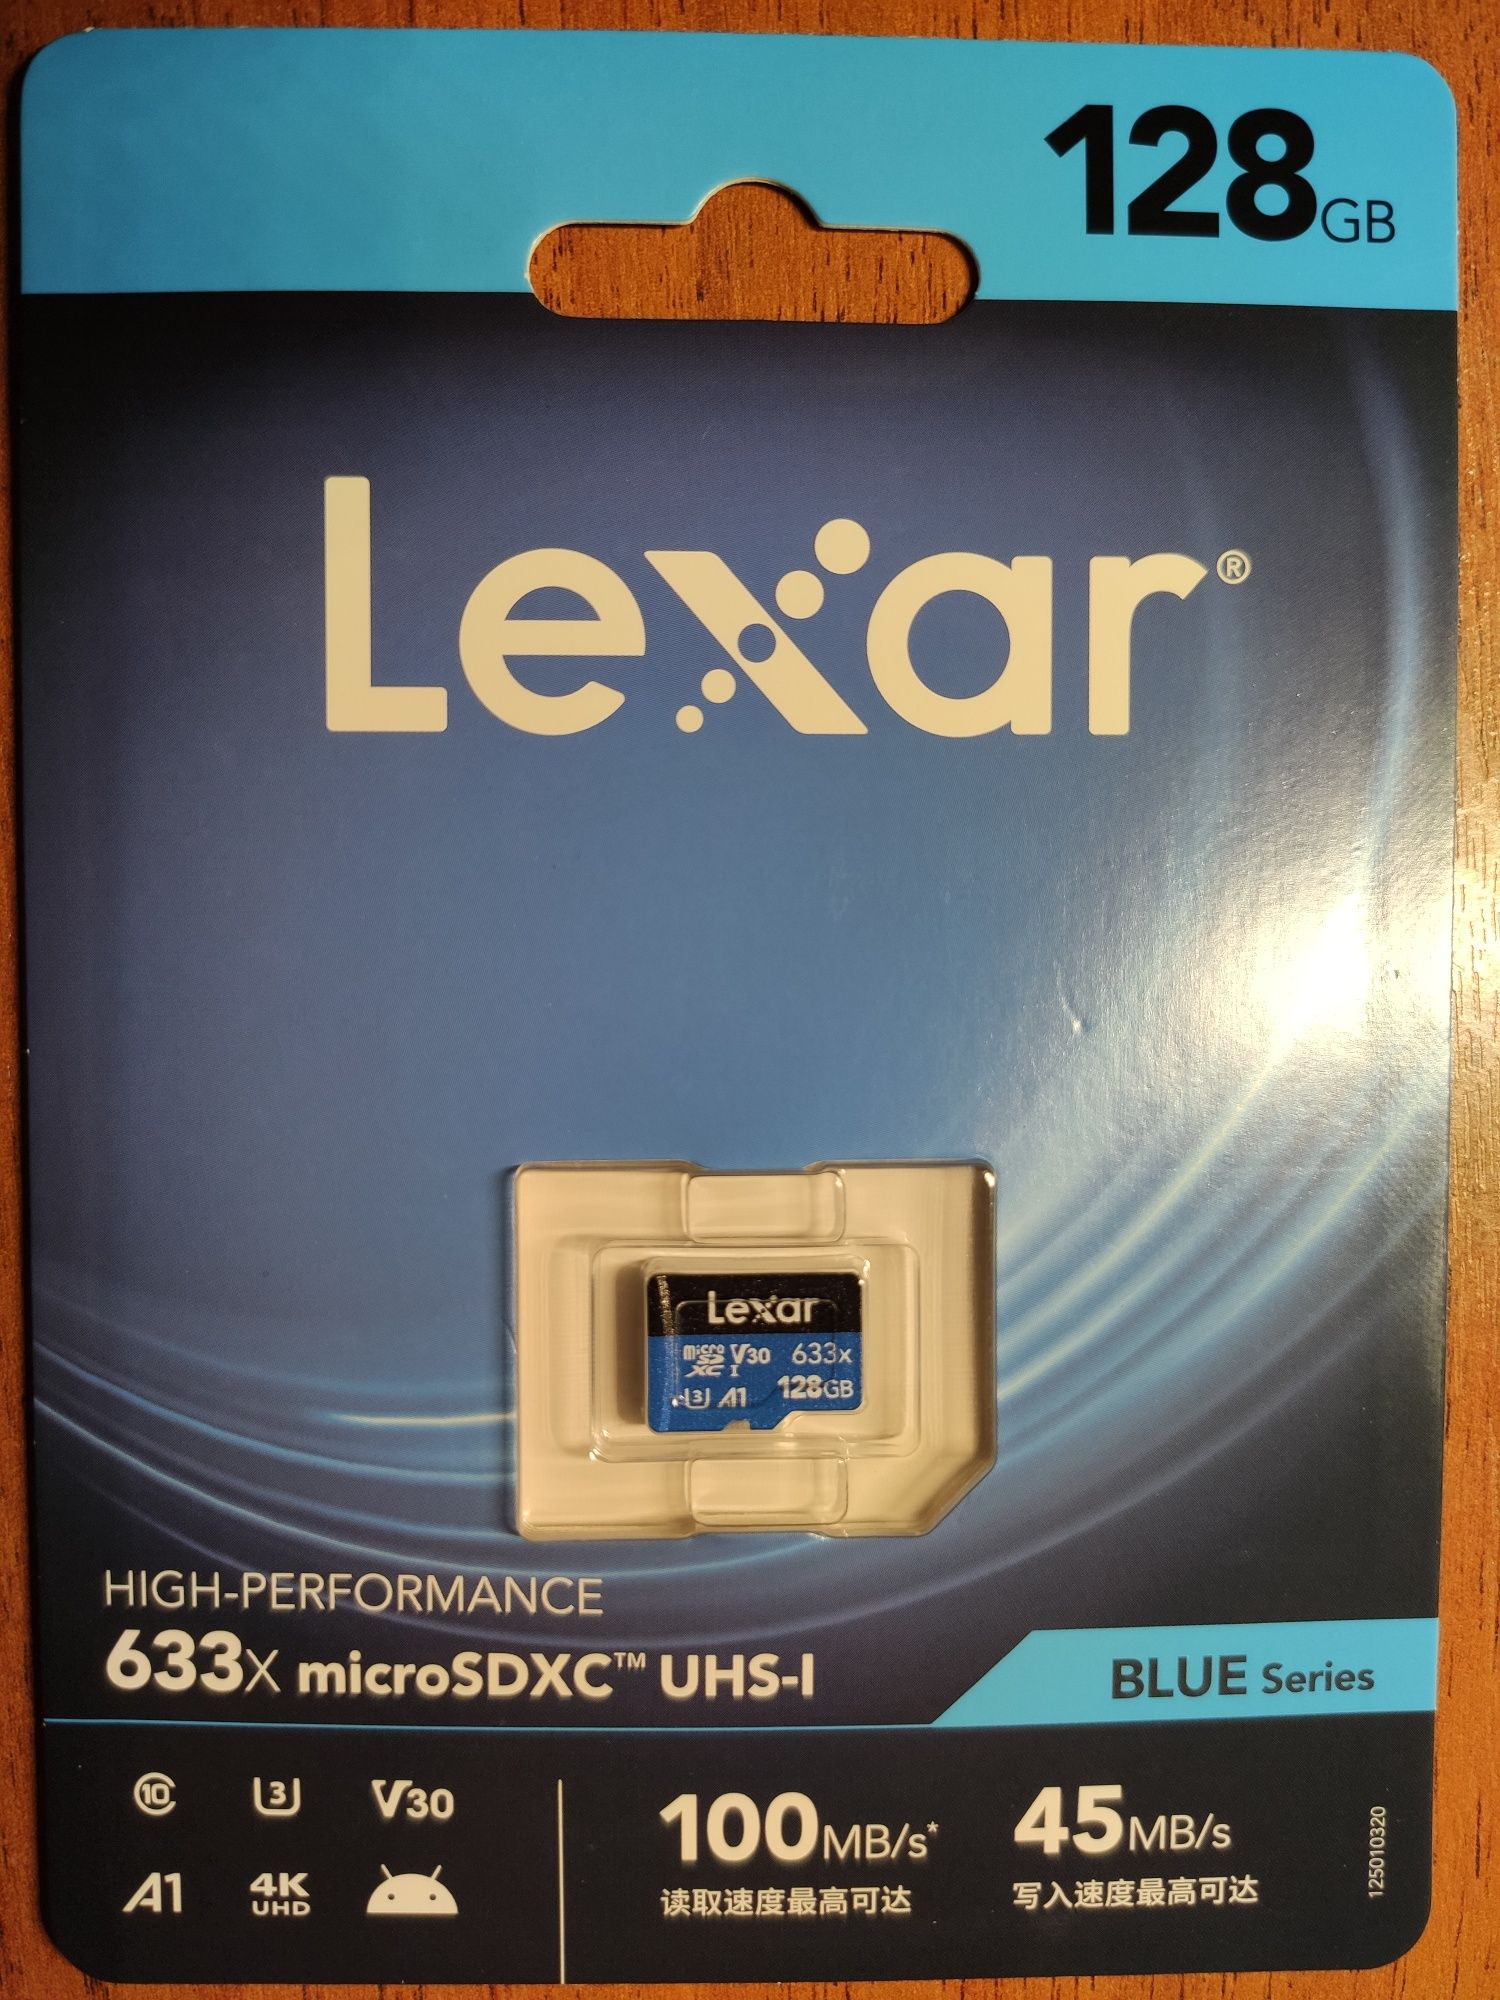 128GB
Lexar®
Lexar
micro SD XC I V30 633x
U3 A1 128GB
HIGH-PERFORMANCE
633x microSDXC™ UHS-I
BLUE Series
10 U3 V30
A1 4K UHD
100MB/s*
读取速度最高可达
45MB/s
写入速度最高可达
125010320